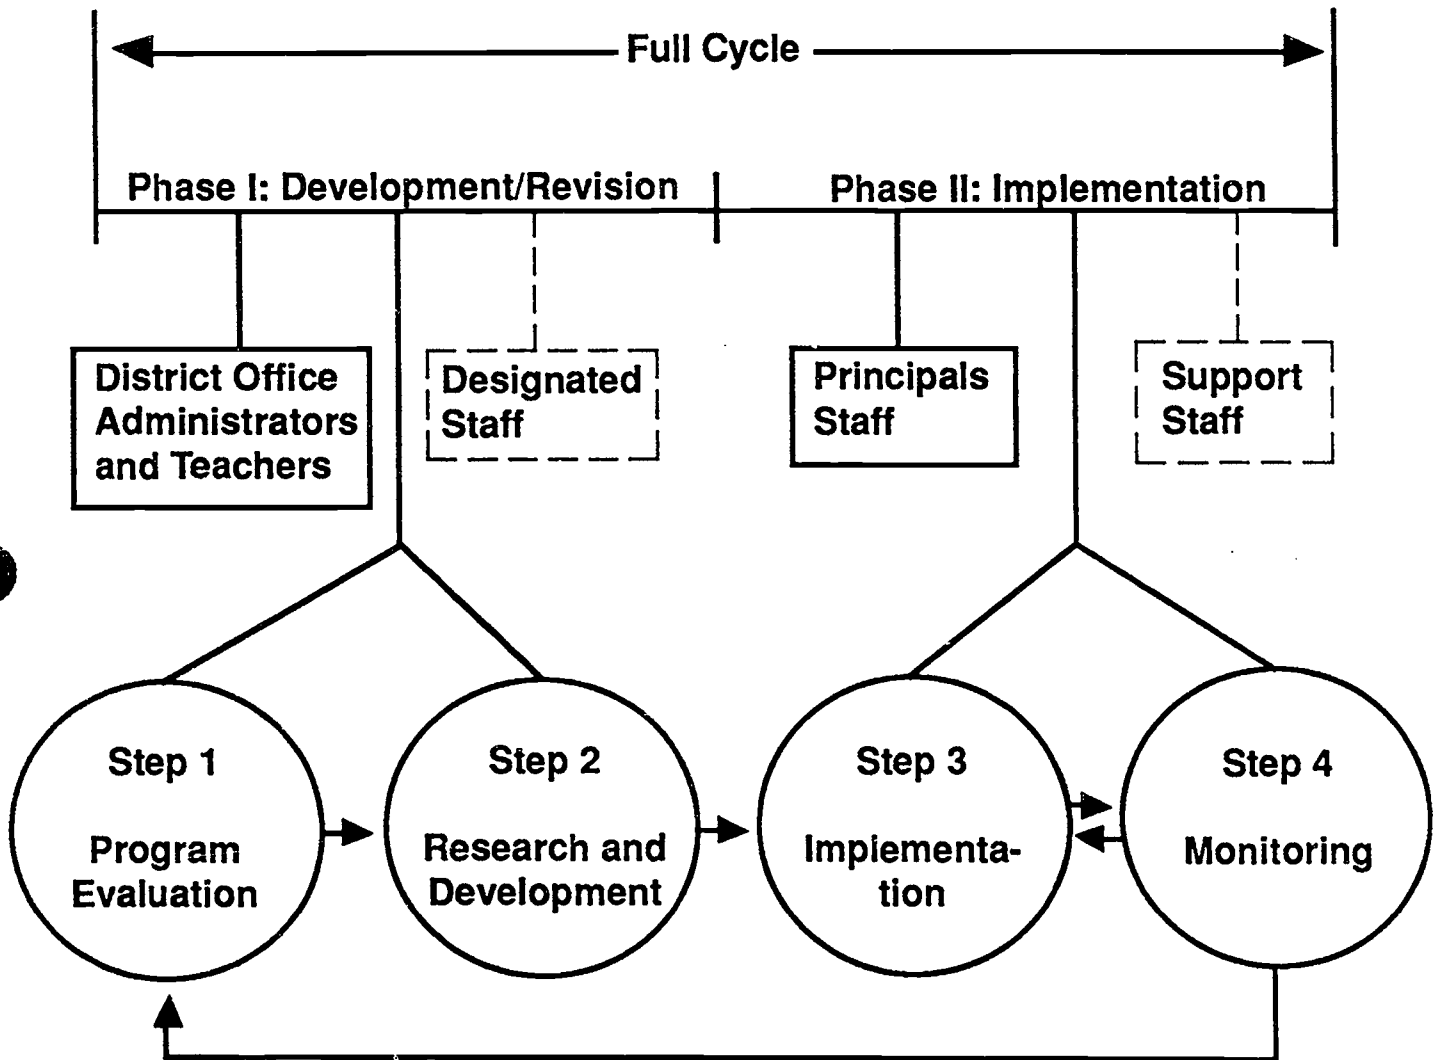 Full Cycle
Phase I: Development/Revision
Phase II: Implementation
District Office
Administrators
and Teachers
Designated
Staff
Principals
Staff
Support
Staff
Step 1
Program
Evaluation
Step 2
Research and
Development
Step 3
Implementa-
tion
Step 4
Monitoring